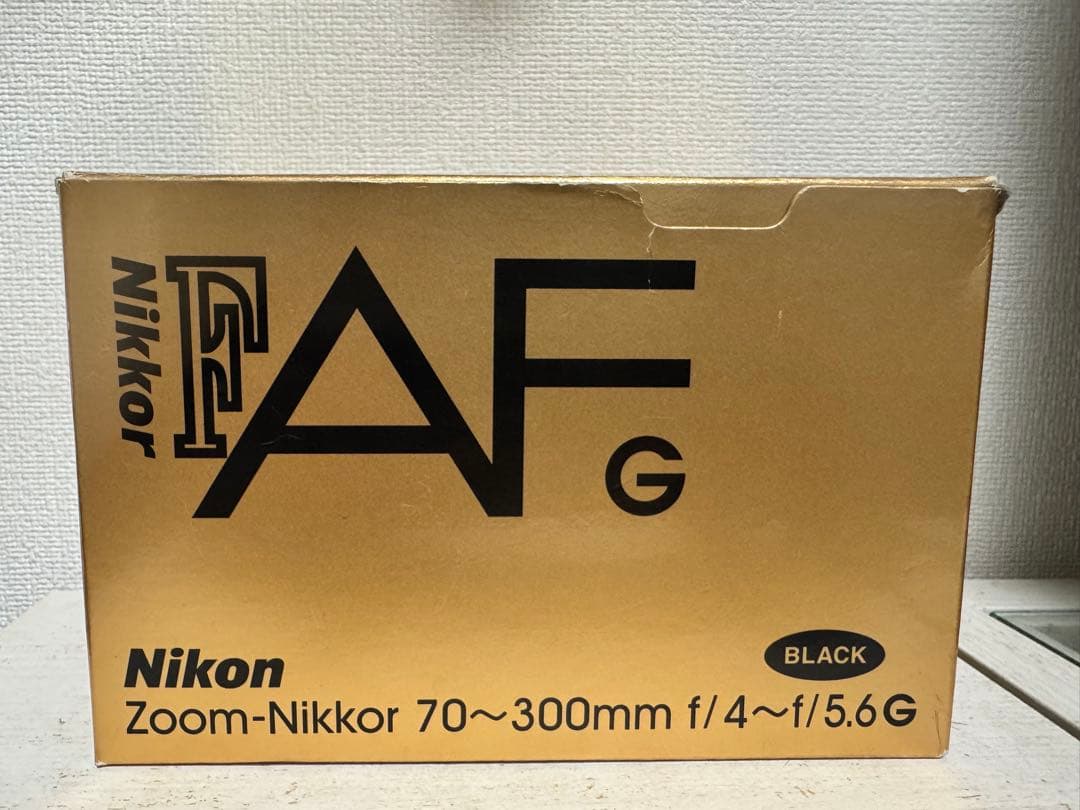 Nikkor
F
AF
G
BLACK
Nikon
Zoom-Nikkor 70～300mm f/4～f/5.6G